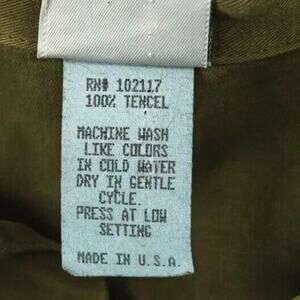 RN# 102117
100% TENCEL
MACHINE WASH
LIKE COLORS
IN COLD WATER
DRY IN GENTLE
CYCLE.
PRESS AT LOW
SETTING
MADE IN U.S.A.